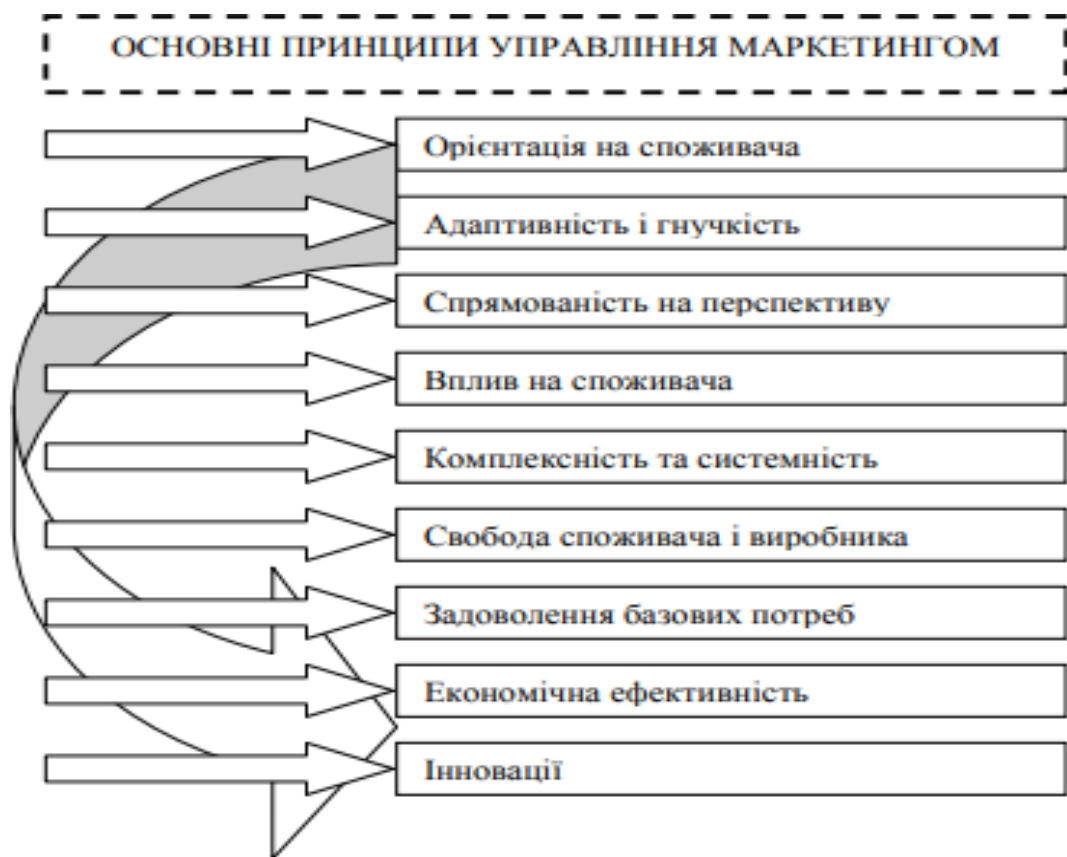 ОСНОВНІ ПРИНЦИПИ УПРАВЛІННЯ МАРКЕТИНГОМ
Орієнтація на споживача
Адаптивність і гнучкість
Спрямованість на перспективу
Вплив на споживача
Комплексність та системність
Свобода споживача і виробника
Задоволення базових потреб
Економічна ефективність
Інновації